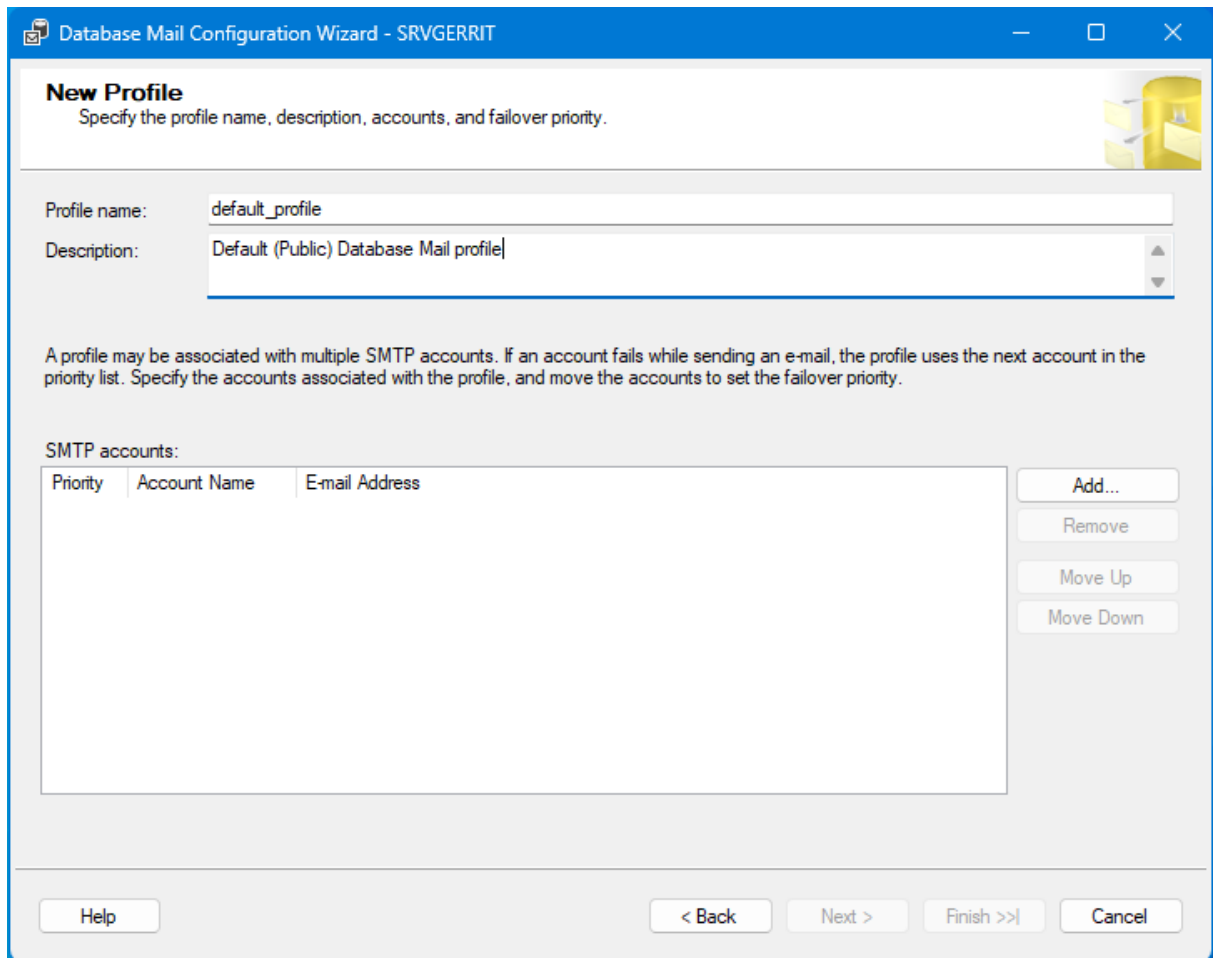 Database Mail Configuration Wizard - SRVGERRIT
New Profile
Specify the profile name, description, accounts, and failover priority.
Profile name: default_profile
Description: Default (Public) Database Mail profile
A profile may be associated with multiple SMTP accounts. If an account fails while sending an e-mail, the profile uses the next account in the
priority list. Specify the accounts associated with the profile, and move the accounts to set the failover priority.
SMTP accounts:
Priority Account Name E-mail Address
Add...
Remove
Move Up
Move Down
Help < Back Next > Finish >>| Cancel